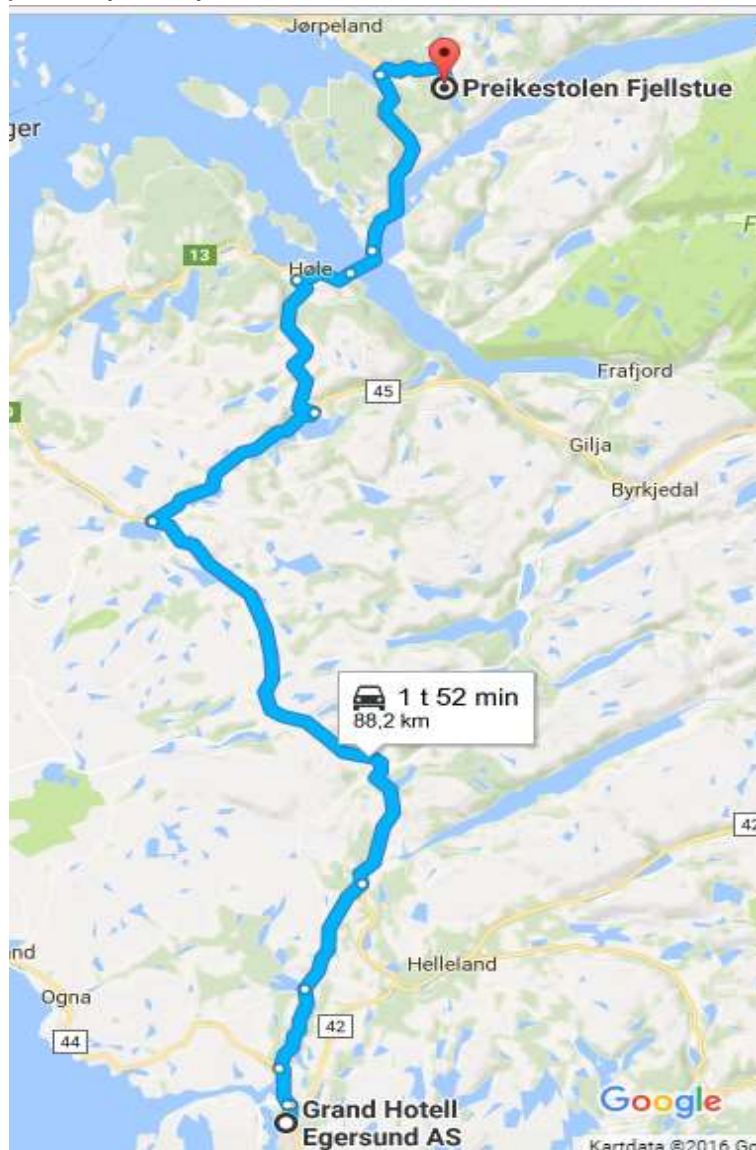 Jørpeland
Preikestolen Fjellstue
ger
13
Høle
Frafjord
45
Gilja
Byrkjedal
1 t 52 min
88,2 km
42
Helleland
nd
Ogna
42
44
Grand Hotell
Egersund AS
Google
Kartdata ©2016 Go